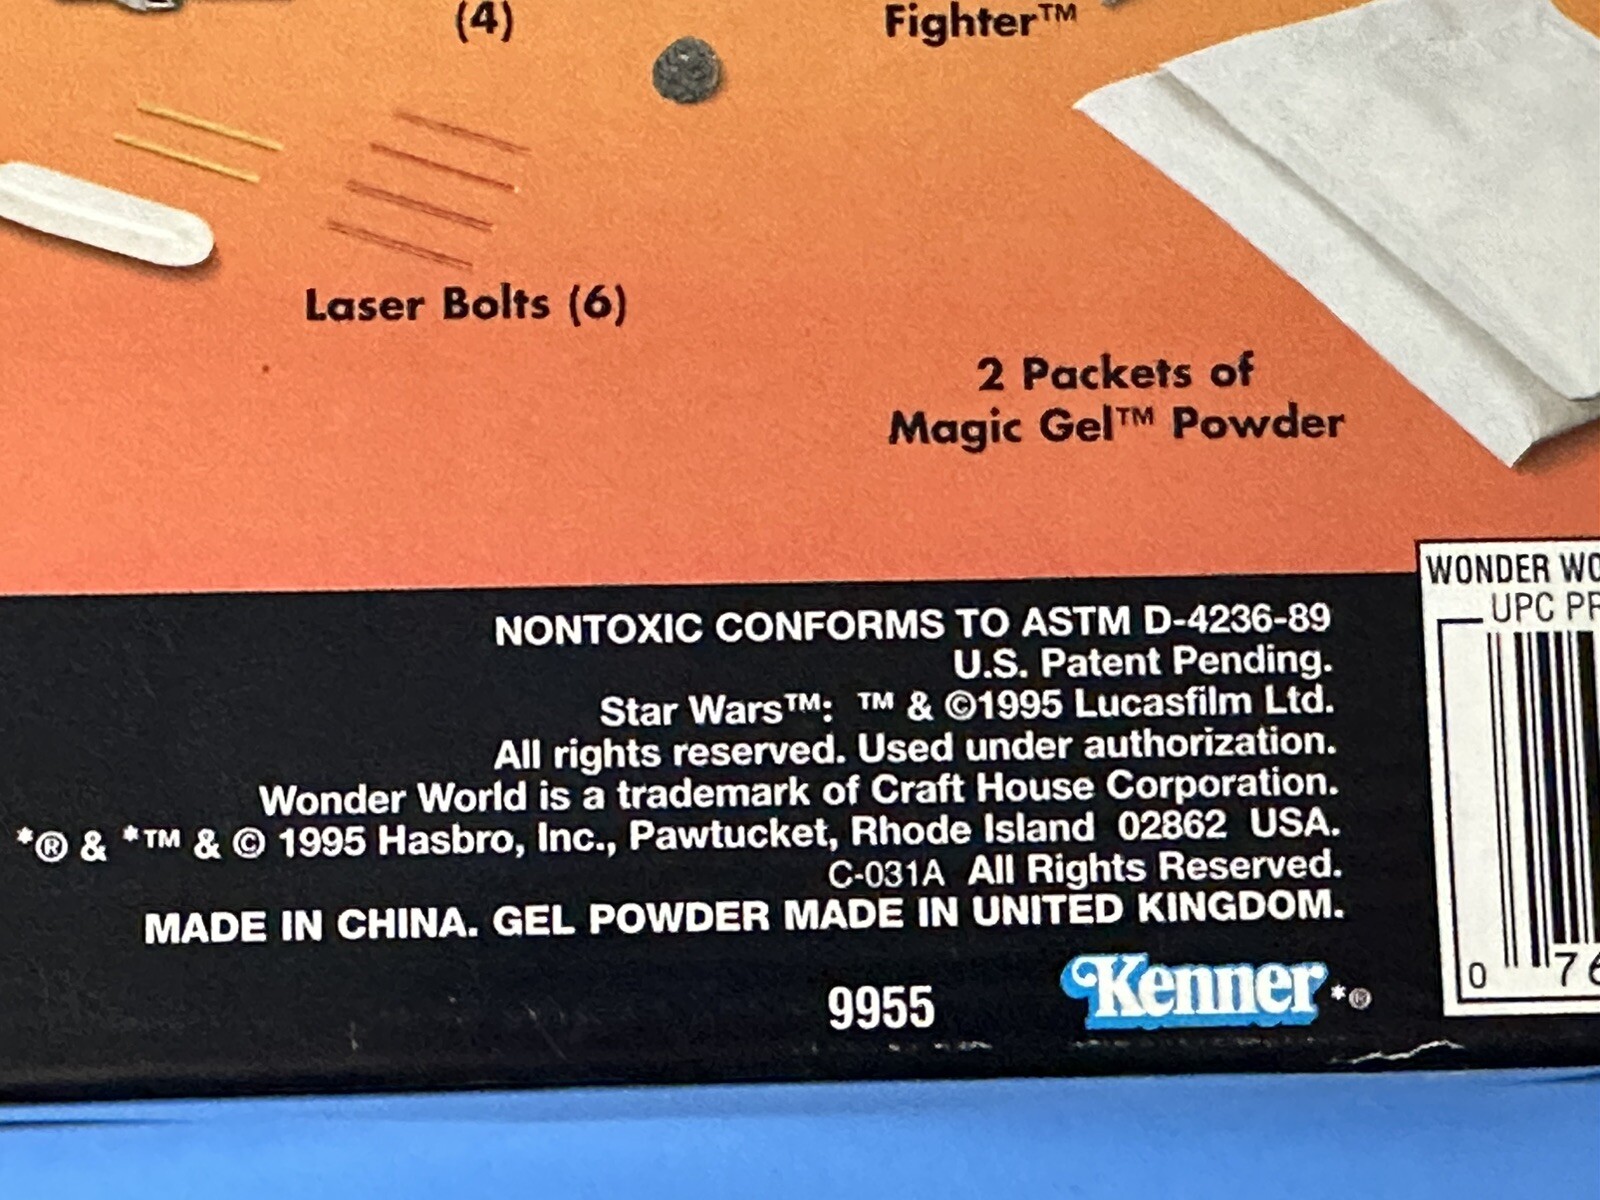 (4)
Fighter™
Laser Bolts (6)
2 Packets of
Magic Gel™ Powder
WONDER
UPC
NONTOXIC CONFORMS TO ASTM D-4236-89
U.S. Patent Pending.
Star Wars™: ™ & ©1995 Lucasfilm Ltd.
All rights reserved. Used under authorization.
Wonder World is a trademark of Craft House Corporation.
*® & *™ & © 1995 Hasbro, Inc., Pawtucket, Rhode Island 02862 USA.
C-031A All Rights Reserved.
MADE IN CHINA. GEL POWDER MADE IN UNITED KINGDOM.
9955
Kenner*®
0 76